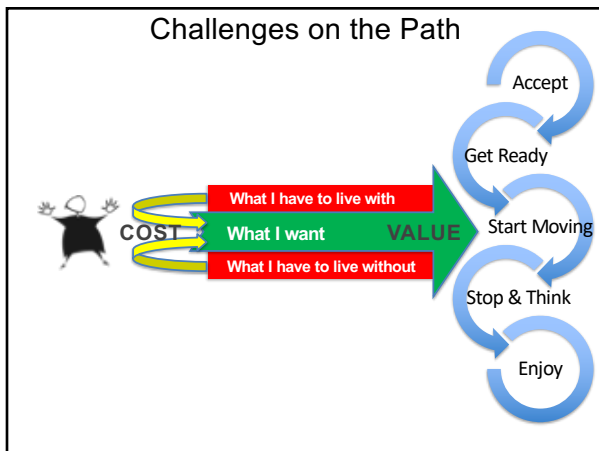 Challenges on the Path
Accept
Get Ready
What I have to live with
COST
What I want
VALUE
Start Moving
What I have to live without
Stop & Think
Enjoy